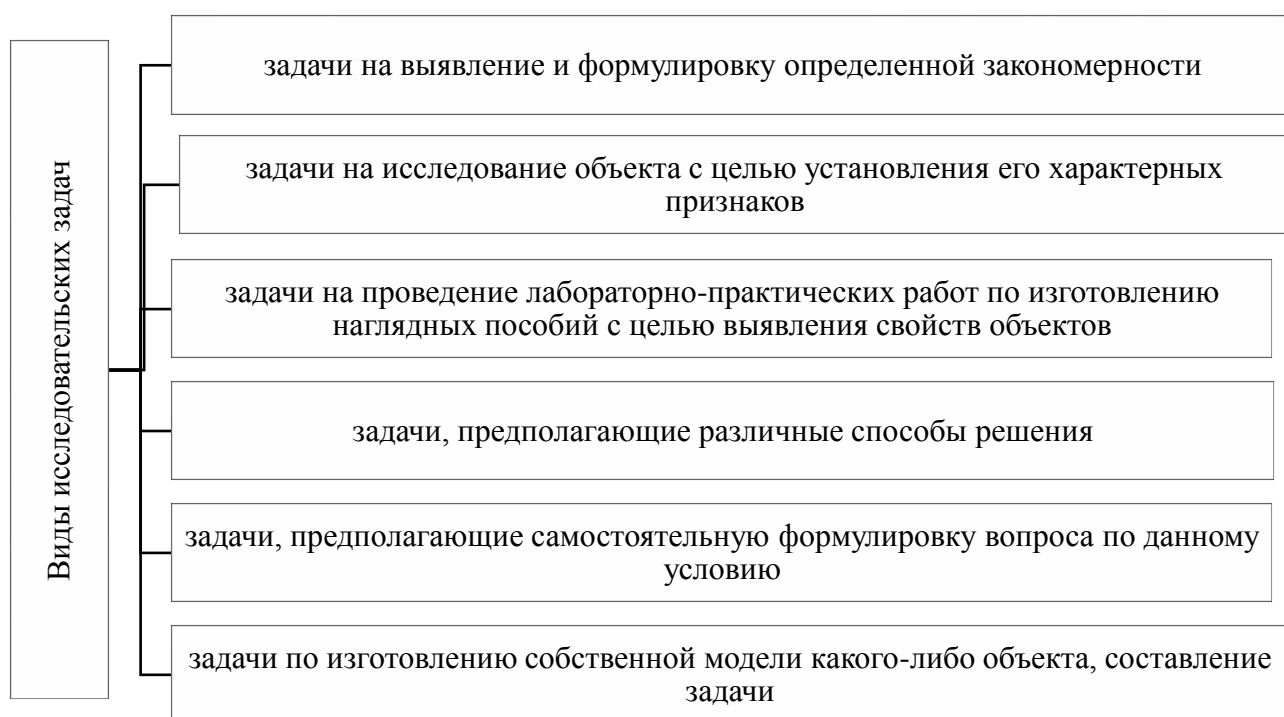 Виды исследовательских задач
задачи на выявление и формулировку определенной закономерности
задачи на исследование объекта с целью установления его характерных
признаков
задачи на проведение лабораторно-практических работ по изготовлению
наглядных пособий с целью выявления свойств объектов
задачи, предполагающие различные способы решения
задачи, предполагающие самостоятельную формулировку вопроса по данному
условию
задачи по изготовлению собственной модели какого-либо объекта, составление
задачи